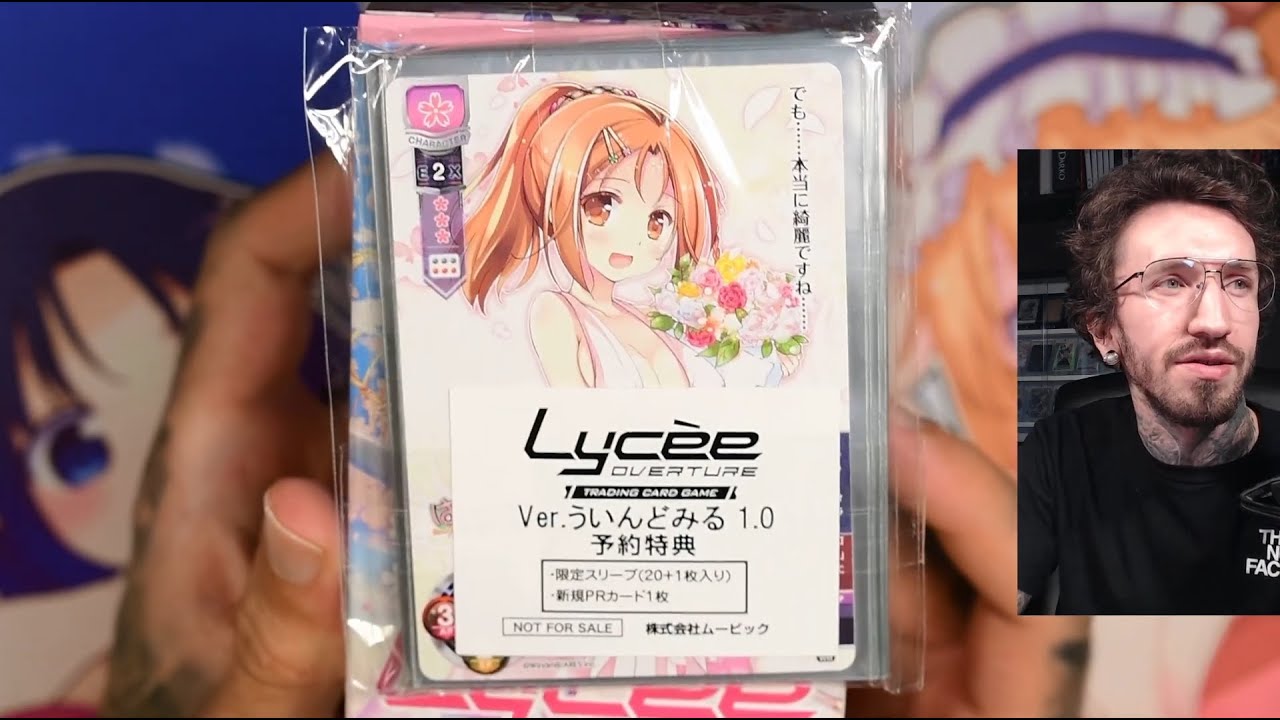 CHARACTER
E 2 X
でも……本当に綺麗ですね……
Lycèe
OVERTURE
TRADING CARD GAME
Ver.ういんどみる 1.0
予約特典
・限定スリーブ(20+1枚入り)
・新規PRカード1枚
NOT FOR SALE
株式会社ムービック
Lycèe